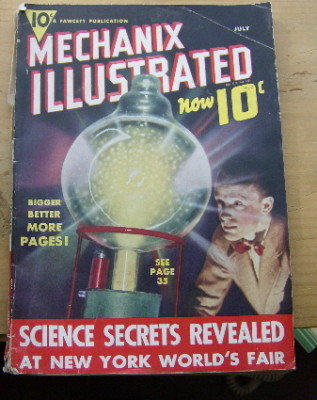 10¢
A FAWCETT PUBLICATION
JULY
MECHANIX
ILLUSTRATED
now 10¢
BIGGER
BETTER
MORE
PAGES!
SEE
PAGE
35
SCIENCE SECRETS REVEALED
AT NEW YORK WORLD'S FAIR